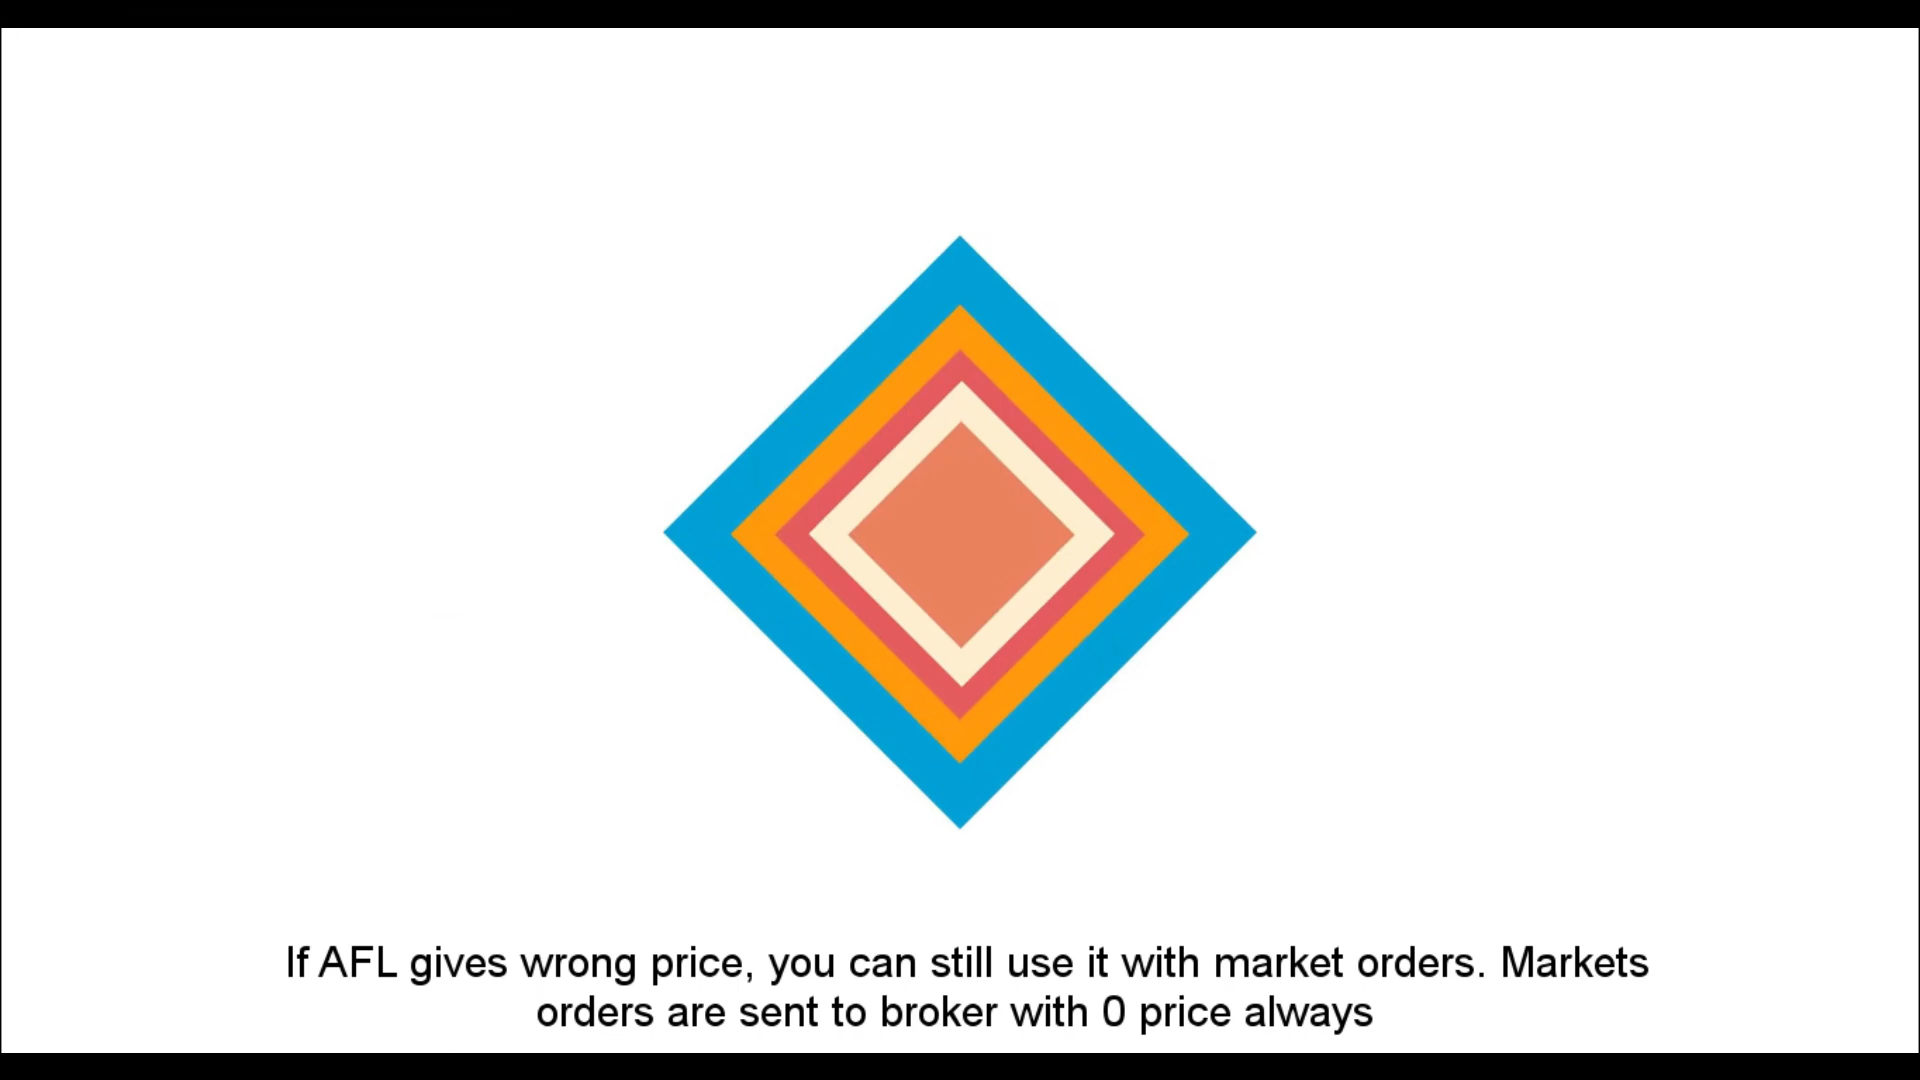 If AFL gives wrong price, you can still use it with market orders. Markets
orders are sent to broker with 0 price always